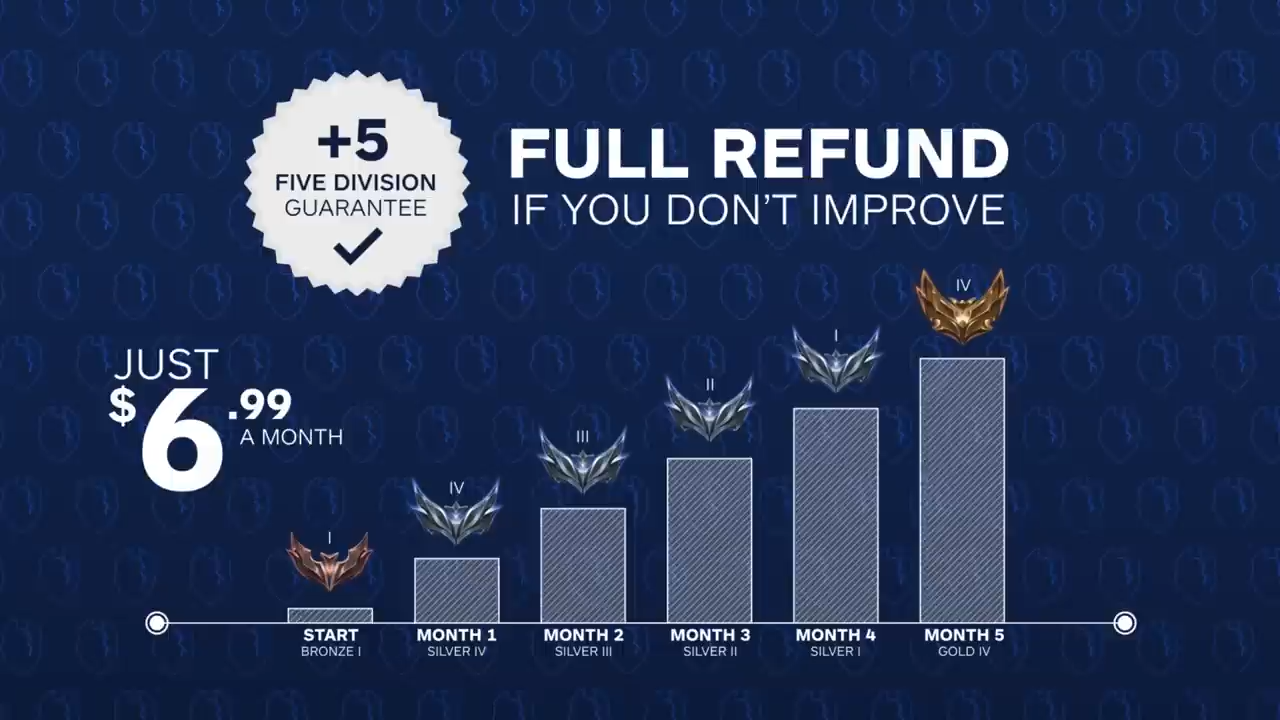 +5
FIVE DIVISION
GUARANTEE
FULL REFUND
IF YOU DON'T IMPROVE
JUST
$6.99
A MONTH
I
IV
III
II
I
IV
START
BRONZE I
MONTH 1
SILVER IV
MONTH 2
SILVER III
MONTH 3
SILVER II
MONTH 4
SILVER I
MONTH 5
GOLD IV